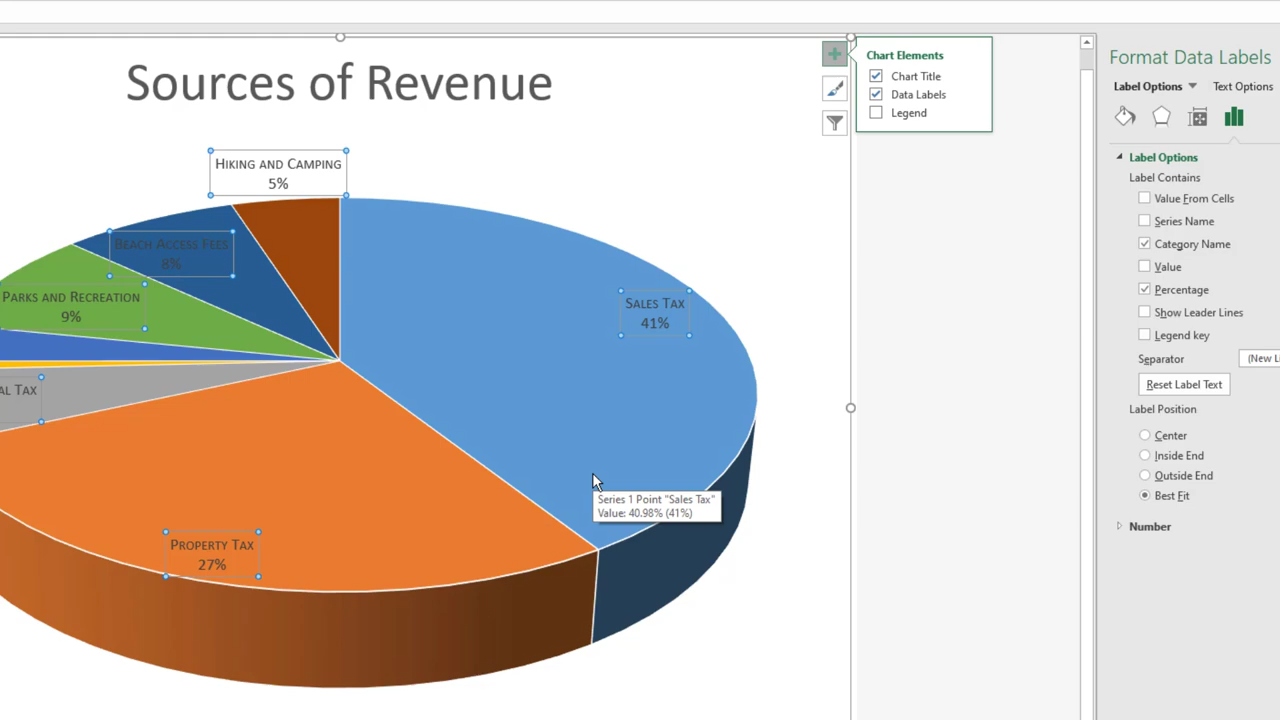 Sources of Revenue
Hiking and Camping
5%
Beach Access Fees
8%
Parks and Recreation
9%
Sales Tax
41%
al Tax
Property Tax
27%
Series 1 Point "Sales Tax"
Value: 40.98% (41%)
Chart Elements
Chart Title
Data Labels
Legend
Format Data Labels
Label Options
Text Options
Label Options
Label Contains
Value From Cells
Series Name
Category Name
Value
Percentage
Show Leader Lines
Legend key
Separator
(New Li
Reset Label Text
Label Position
Center
Inside End
Outside End
Best Fit
Number